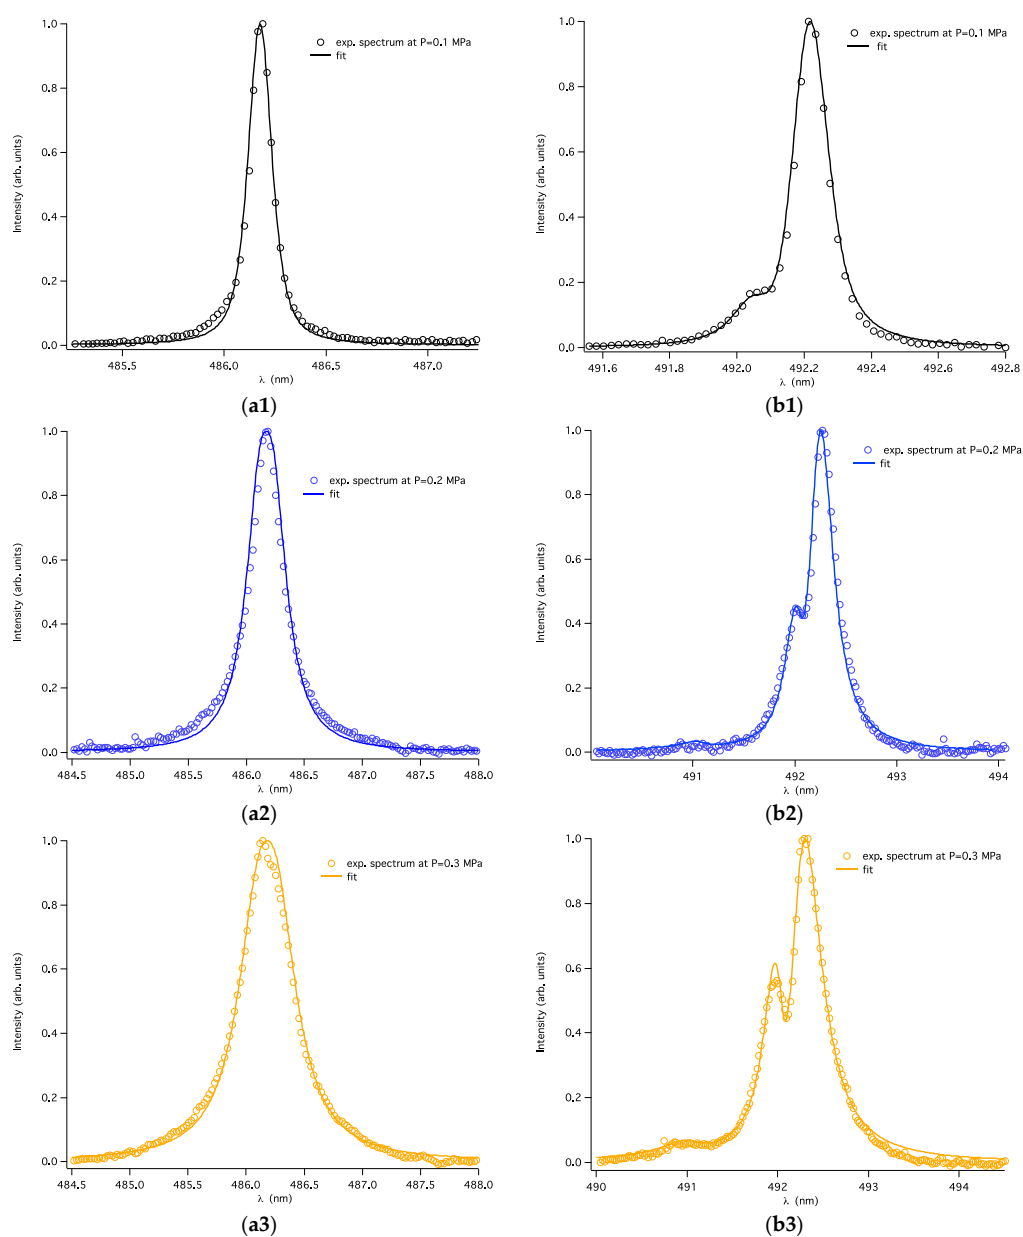 1.0
0.8
0.6
0.4
0.2
0.0
Intensity (arb. units)
exp. spectrum at P=0.1 MPa
fit
485.5
486.0
486.5
487.0
λ (nm)
(a1)
1.0
0.8
0.6
0.4
0.2
0.0
Intensity (arb. units)
exp. spectrum at P=0.1 MPa
fit
491.6
491.8
492.0
492.2
492.4
492.6
492.8
λ (nm)
(b1)
1.0
0.8
0.6
0.4
0.2
0.0
Intensity (arb. units)
exp. spectrum at P=0.2 MPa
fit
484.5
485.0
485.5
486.0
486.5
487.0
487.5
488.0
λ (nm)
(a2)
1.0
0.8
0.6
0.4
0.2
0.0
Intensity (arb. units)
exp. spectrum at P=0.2 MPa
fit
491
492
493
494
λ (nm)
(b2)
1.0
0.8
0.6
0.4
0.2
0.0
Intensity (arb. units)
exp. spectrum at P=0.3 MPa
fit
484.5
485.0
485.5
486.0
486.5
487.0
487.5
488.0
λ (nm)
(a3)
1.0
0.8
0.6
0.4
0.2
0.0
Intensity (arb. units)
exp. spectrum at P=0.3 MPa
fit
490
491
492
493
494
λ (nm)
(b3)